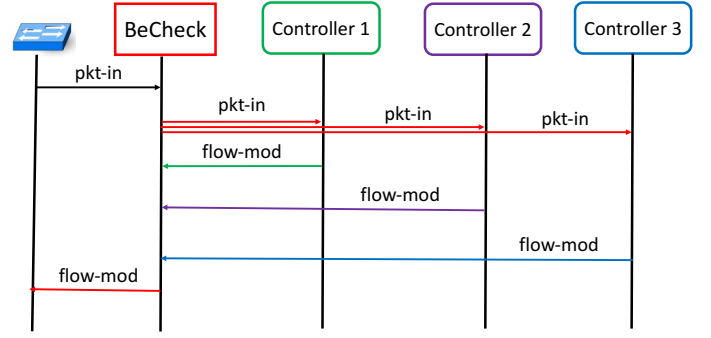 BeCheck
Controller 1
Controller 2
Controller 3
pkt-in
pkt-in
pkt-in
pkt-in
flow-mod
flow-mod
flow-mod
flow-mod